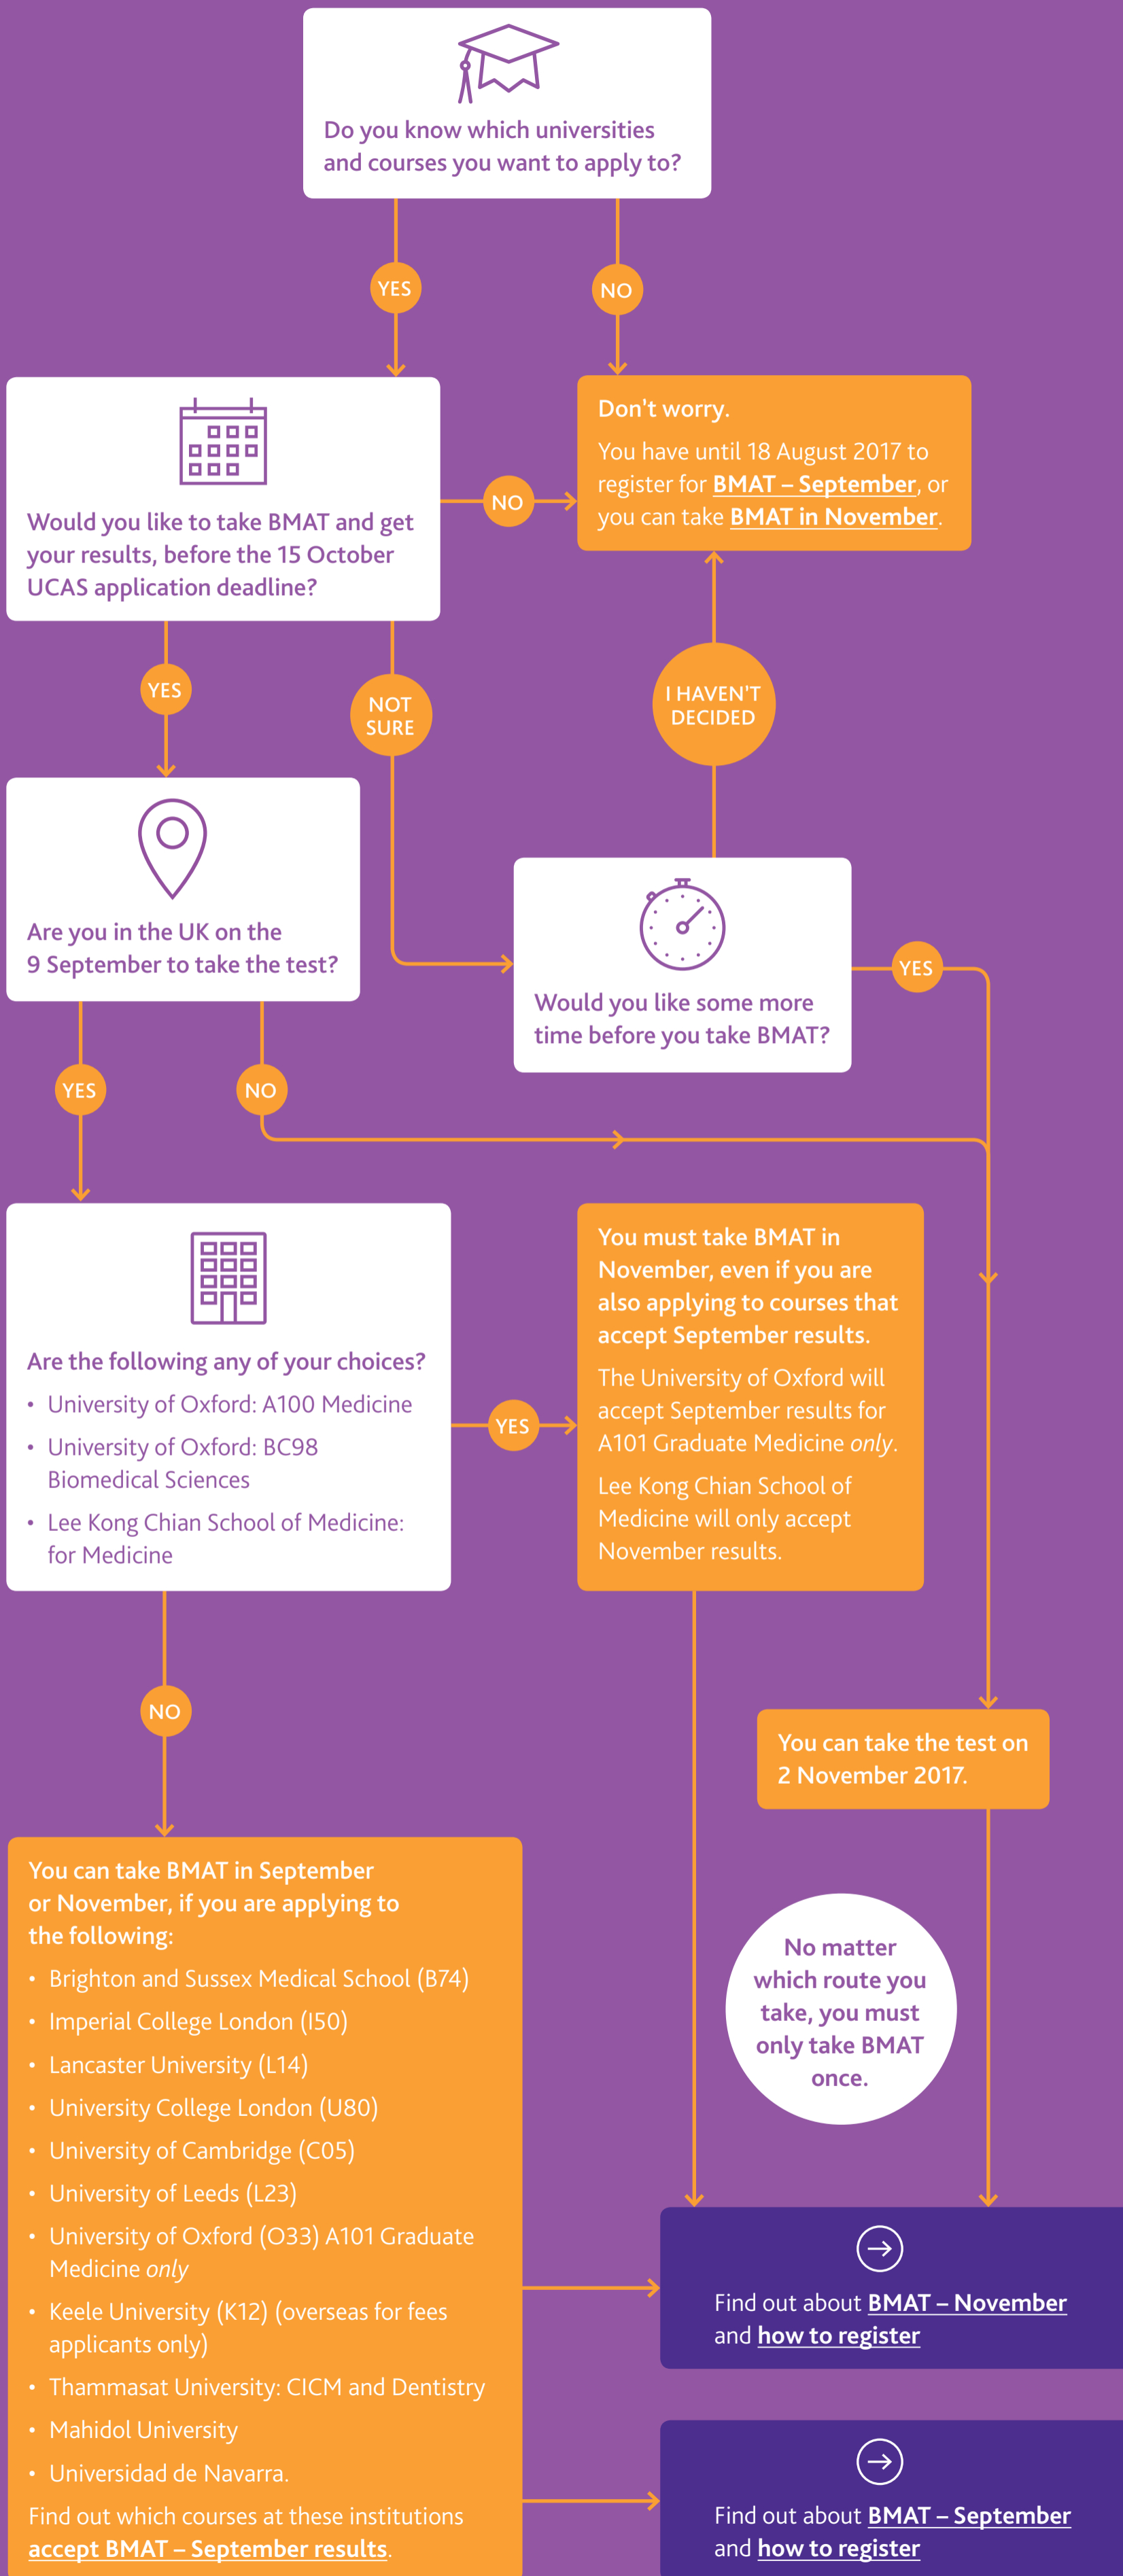 Do you know which universities
and courses you want to apply to?
YES
NO
Would you like to take BMAT and get
your results, before the 15 October
UCAS application deadline?
NO
Don't worry.
You have until 18 August 2017 to
register for BMAT – September, or
you can take BMAT in November.
YES
NOT
SURE
I HAVEN'T
DECIDED
Are you in the UK on the
9 September to take the test?
Would you like some more
time before you take BMAT?
YES
YES
NO
Are the following any of your choices?
• University of Oxford: A100 Medicine
• University of Oxford: BC98
Biomedical Sciences
• Lee Kong Chian School of Medicine:
for Medicine
YES
You must take BMAT in
November, even if you are
also applying to courses that
accept September results.
The University of Oxford will
accept September results for
A101 Graduate Medicine only.
Lee Kong Chian School of
Medicine will only accept
November results.
NO
You can take the test on
2 November 2017.
You can take BMAT in September
or November, if you are applying to
the following:
• Brighton and Sussex Medical School (B74)
• Imperial College London (I50)
• Lancaster University (L14)
• University College London (U80)
• University of Cambridge (C05)
• University of Leeds (L23)
• University of Oxford (O33) A101 Graduate
Medicine only
• Keele University (K12) (overseas for fees
applicants only)
• Thammasat University: CICM and Dentistry
• Mahidol University
• Universidad de Navarra.
Find out which courses at these institutions
accept BMAT – September results.
No matter
which route you
take, you must
only take BMAT
once.
Find out about BMAT – November
and how to register
Find out about BMAT – September
and how to register